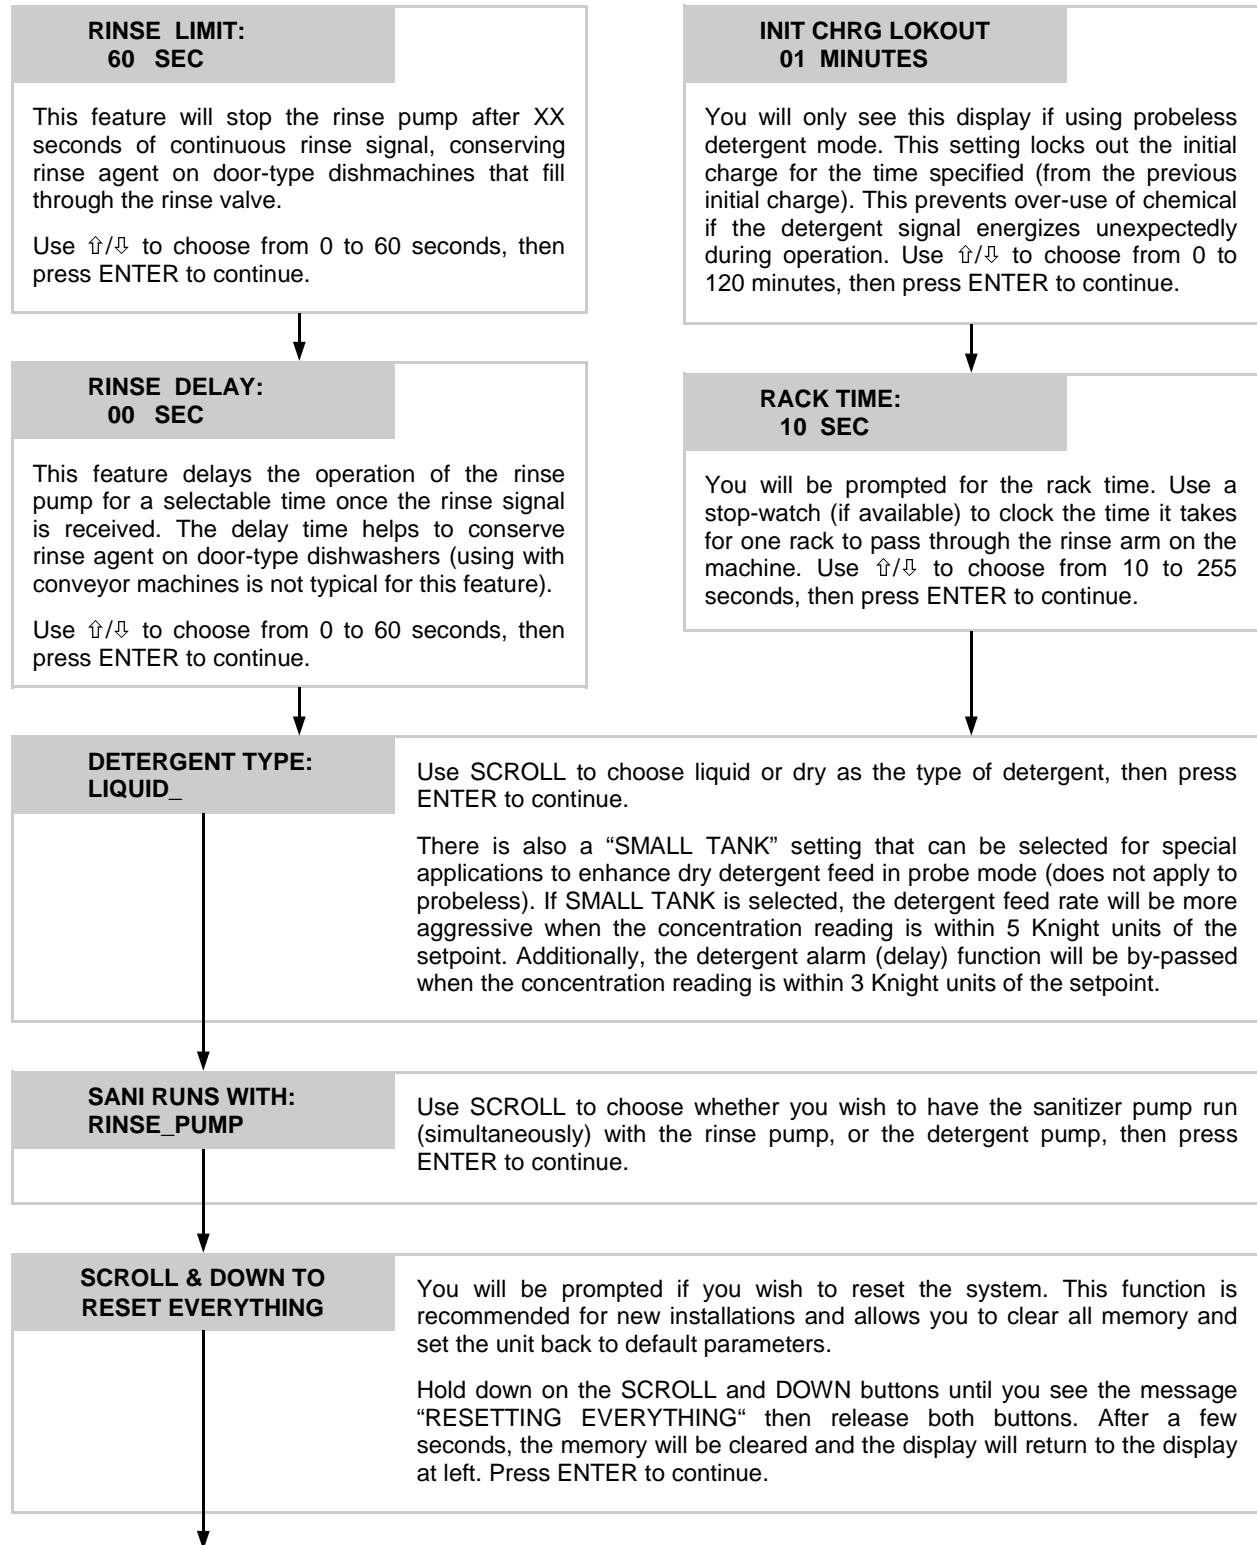 RINSE LIMIT:
60 SEC
This feature will stop the rinse pump after XX
seconds of continuous rinse signal, conserving
rinse agent on door-type dishmachines that fill
through the rinse valve.
Use ⇧/⇩ to choose from 0 to 60 seconds, then
press ENTER to continue.
RINSE DELAY:
00 SEC
This feature delays the operation of the rinse
pump for a selectable time once the rinse signal
is received. The delay time helps to conserve
rinse agent on door-type dishwashers (using with
conveyor machines is not typical for this feature).
Use ⇧/⇩ to choose from 0 to 60 seconds, then
press ENTER to continue.
INIT CHRG LOKOUT
01 MINUTES
You will only see this display if using probeless
detergent mode. This setting locks out the initial
charge for the time specified (from the previous
initial charge). This prevents over-use of chemical
if the detergent signal energizes unexpectedly
during operation. Use ⇧/⇩ to choose from 0 to
120 minutes, then press ENTER to continue.
RACK TIME:
10 SEC
You will be prompted for the rack time. Use a
stop-watch (if available) to clock the time it takes
for one rack to pass through the rinse arm on the
machine. Use ⇧/⇩ to choose from 10 to 255
seconds, then press ENTER to continue.
DETERGENT TYPE:
LIQUID_
Use SCROLL to choose liquid or dry as the type of detergent, then press
ENTER to continue.
There is also a “SMALL TANK” setting that can be selected for special
applications to enhance dry detergent feed in probe mode (does not apply to
probeless). If SMALL TANK is selected, the detergent feed rate will be more
aggressive when the concentration reading is within 5 Knight units of the
setpoint. Additionally, the detergent alarm (delay) function will be by-passed
when the concentration reading is within 3 Knight units of the setpoint.
SANI RUNS WITH:
RINSE_PUMP
Use SCROLL to choose whether you wish to have the sanitizer pump run
(simultaneously) with the rinse pump, or the detergent pump, then press
ENTER to continue.
SCROLL & DOWN TO
RESET EVERYTHING
You will be prompted if you wish to reset the system. This function is
recommended for new installations and allows you to clear all memory and
set the unit back to default parameters.
Hold down on the SCROLL and DOWN buttons until you see the message
“RESETTING EVERYTHING“ then release both buttons. After a few
seconds, the memory will be cleared and the display will return to the display
at left. Press ENTER to continue.